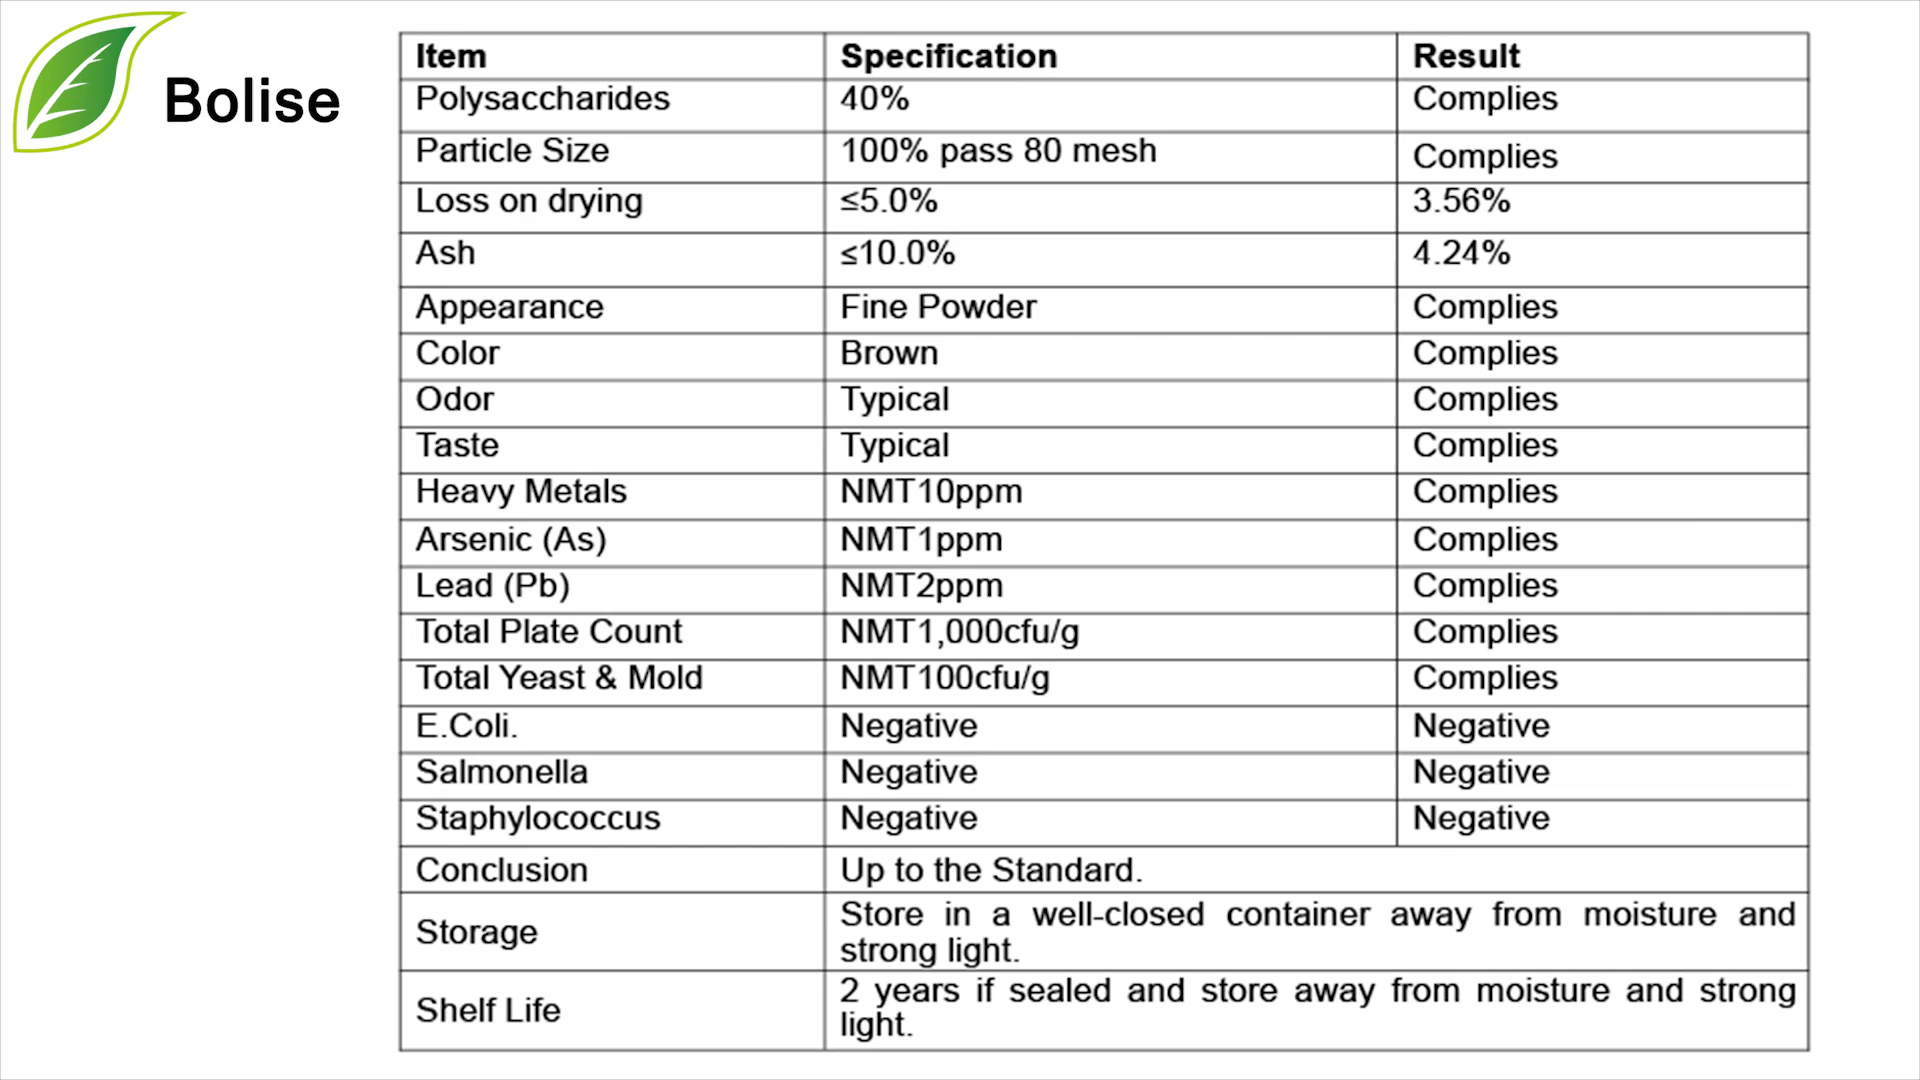 Bolise
Item Specification Result
Polysaccharides 40% Complies
Particle Size 100% pass 80 mesh Complies
Loss on drying ≤5.0% 3.56%
Ash ≤10.0% 4.24%
Appearance Fine Powder Complies
Color Brown Complies
Odor Typical Complies
Taste Typical Complies
Heavy Metals NMT10ppm Complies
Arsenic (As) NMT1ppm Complies
Lead (Pb) NMT2ppm Complies
Total Plate Count NMT1,000cfu/g Complies
Total Yeast & Mold NMT100cfu/g Complies
E.Coli. Negative Negative
Salmonella Negative Negative
Staphylococcus Negative Negative
Conclusion Up to the Standard.
Storage Store in a well-closed container away from moisture and
strong light.
Shelf Life 2 years if sealed and store away from moisture and strong
light.